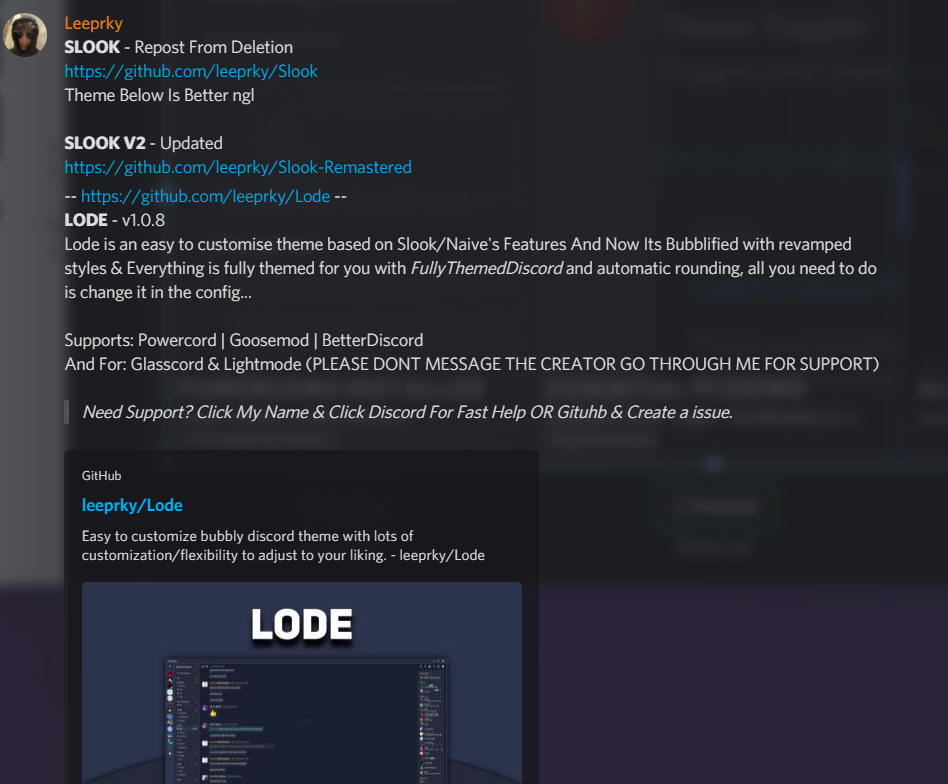 Leeprky
SLOOK - Repost From Deletion
https://github.com/leeprky/Slook
Theme Below Is Better ngl
SLOOK V2 - Updated
https://github.com/leeprky/Slook-Remastered
-- https://github.com/leeprky/Lode --
LODE - v1.0.8
Lode is an easy to customise theme based on Slook/Naive's Features And Now Its Bubblified with revamped
styles & Everything is fully themed for you with FullyThemedDiscord and automatic rounding, all you need to do
is change it in the config...
Supports: Powercord | Goosemod | BetterDiscord
And For: Glasscord & Lightmode (PLEASE DONT MESSAGE THE CREATOR GO THROUGH ME FOR SUPPORT)
Need Support? Click My Name & Click Discord For Fast Help OR Gituhb & Create a issue.
GitHub
leeprky/Lode
Easy to customize bubbly discord theme with lots of
customization/flexibility to adjust to your liking. - leeprky/Lode
LODE